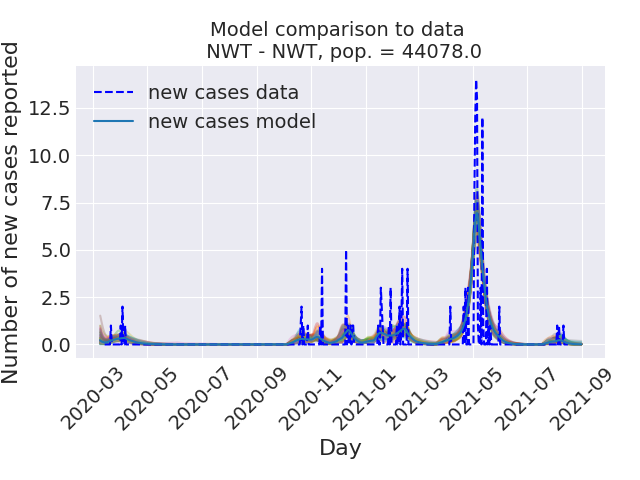 Model comparison to data
NWT - NWT, pop. = 44078.0
Number of new cases reported
12.5
10.0
7.5
5.0
2.5
0.0
new cases data
new cases model
2020-03
2020-05
2020-07
2020-09
2020-11
2021-01
2021-03
2021-05
2021-07
2021-09
Day